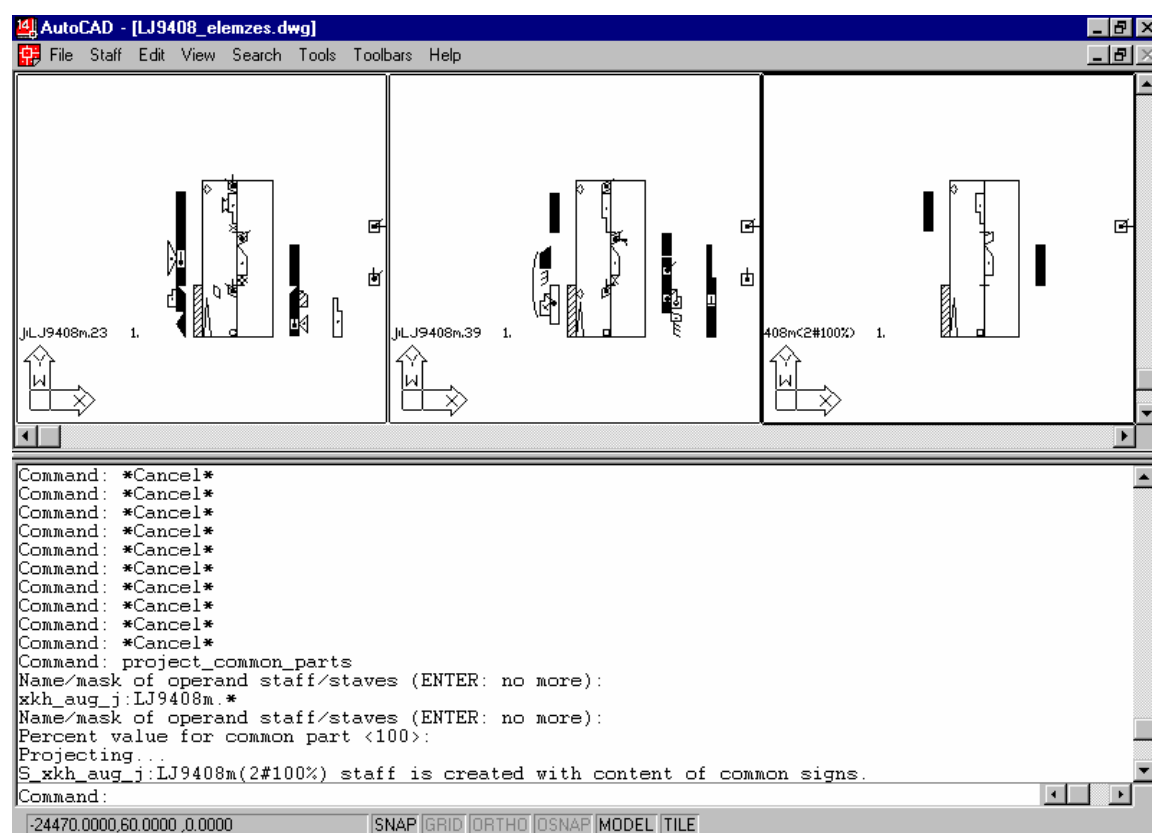 14 AutoCAD - [LJ9408_elemzes.dwg]
File Staff Edit View Search Tools Toolbars Help
jiLJ9408m.23 1.
jiLJ9408m.39 1.
408m(2#100%) 1.
Y
W
X
Y
W
X
Y
W
X
Command: *Cancel*
Command: *Cancel*
Command: *Cancel*
Command: *Cancel*
Command: *Cancel*
Command: *Cancel*
Command: *Cancel*
Command: *Cancel*
Command: *Cancel*
Command: *Cancel*
Command: project_common_parts
Name/mask of operand staff/staves (ENTER: no more):
xkh_aug_j:LJ9408m.*
Name/mask of operand staff/staves (ENTER: no more):
Percent value for common part <100>:
Projecting...
S_xkh_aug_j:LJ9408m(2#100%) staff is created with content of common signs.
Command:
-24470.0000,60.0000 ,0.0000 SNAP GRID ORTHO OSNAP MODEL TILE